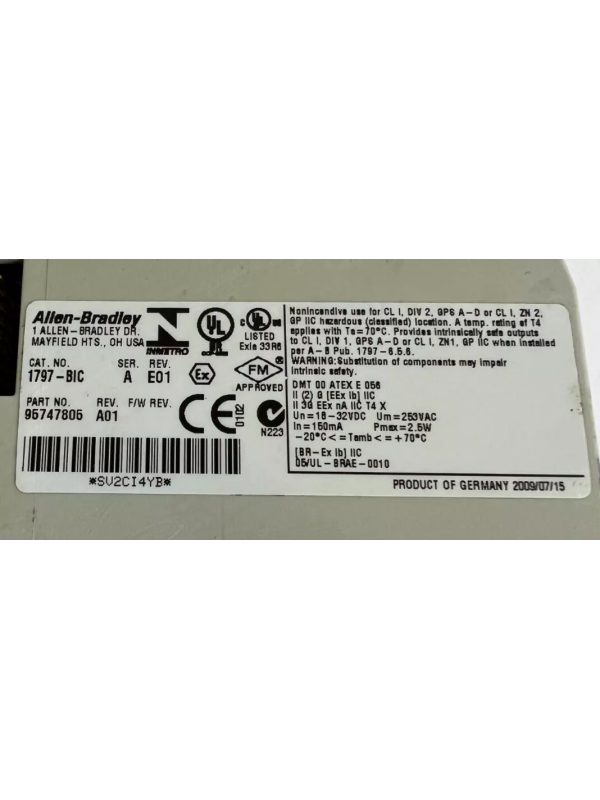 Allen-Bradley
1 ALLEN-BRADLEY DR.
MAYFIELD HTS., OH USA
N
INMETRO
UL
c UL us
LISTED
Exia 33R6
CAT. NO. SER. REV.
1797-BIC A E01
Ex
FM ®
APPROVED
PART NO. REV. F/W REV.
95747805 A01
CE
0102
N223
*SV2CI4YB*
Nonincendive use for CL I, DIV 2, GPS A-D or CL I, ZN 2,
GP IIC hazardous (classified) location. A temp. rating of T4
applies with Ta=70°C. Provides intrinsically safe outputs
to CL I, DIV 1, GPS A-D or CL I, ZN1, GP IIC when installed
per A-B Pub. 1797-6.5.6.
WARNING: Substitution of components may impair
intrinsic safety.
DMT 00 ATEX E 056
II (2) G [EEx ib] IIC
II 3G EEx nA IIC T4 X
Un=18-32VDC Um=253VAC
In=150mA Pmax=2.5W
-20°C<=Tamb<=+70°C
[BR-Ex ib] IIC
05/UL-BRAE-0010
PRODUCT OF GERMANY 2009/07/15